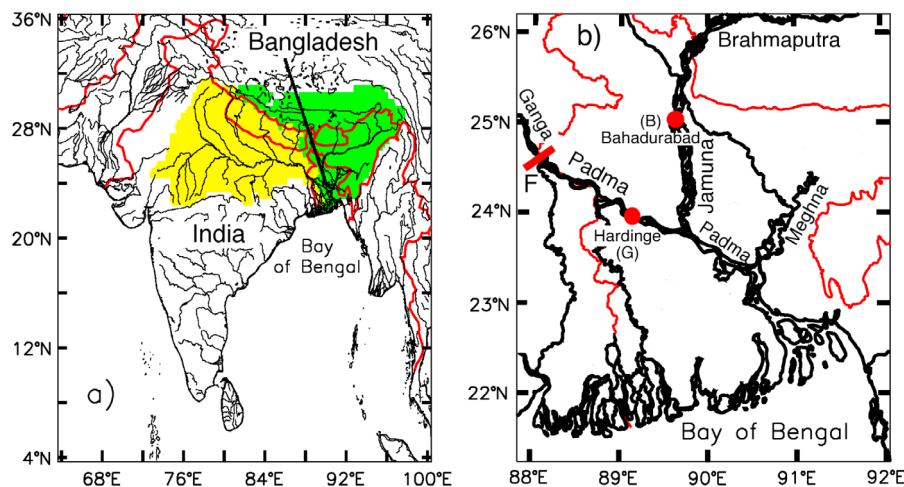 36°N
Bangladesh
28°N
20°N
12°N
4°N
India
Bay
of Bengal
a)
68°E
76°E
84°E
92°E
100°E
26°N
25°N
24°N
23°N
22°N
b)
Brahmaputra
Ganga
(B)
Bahadurabad
F
Padma
Jamuna
Meghna
Hardinge
(G)
Padma
Bay of Bengal
88°E
89°E
90°E
91°E
92°E